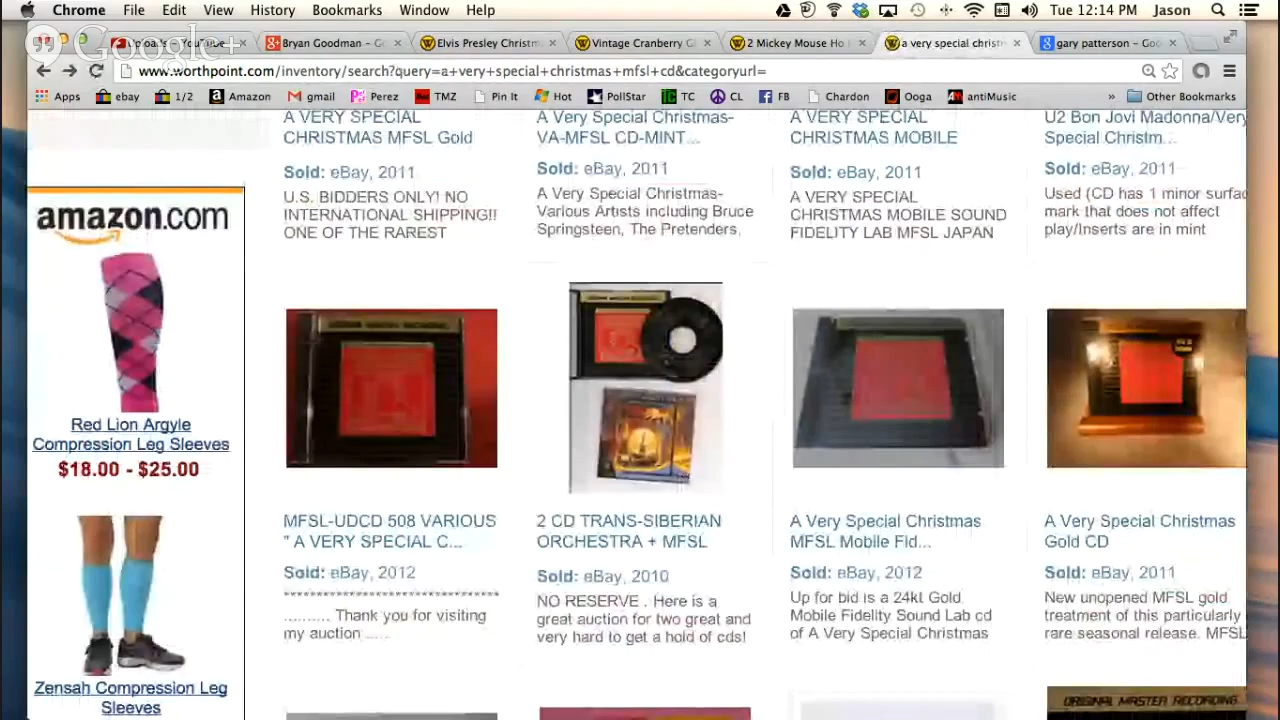 Chrome File Edit View History Bookmarks Window Help Tue 12:14 PM Jason
Google+
Uploads - YouTube
Bryan Goodman - G
Elvis Presley Christm
Vintage Cranberry Gl
2 Mickey Mouse Ho
a very special christm
gary patterson - Goo
www.worthpoint.com/inventory/search?query=a+very+special+christmas+mfsl+cd&categoryurl=
Apps ebay 1/2 Amazon gmail Perez TMZ Pin It Hot PollStar TC CL FB Chardon Ooga antiMusic » Other Bookmarks
A VERY SPECIAL
CHRISTMAS MFSL Gold
Sold: eBay, 2011
U.S. BIDDERS ONLY! NO
INTERNATIONAL SHIPPING!!
ONE OF THE RAREST
A Very Special Christmas-
VA-MFSL CD-MINT...
Sold: eBay, 2011
A Very Special Christmas-
Various Artists including Bruce
Springsteen, The Pretenders,
A VERY SPECIAL
CHRISTMAS MOBILE
Sold: eBay, 2011
A VERY SPECIAL
CHRISTMAS MOBILE SOUND
FIDELITY LAB MFSL JAPAN
U2 Bon Jovi Madonna/Very
Special Christm...
Sold: eBay, 2011
Used (CD has 1 minor surfac
mark that does not affect
play/Inserts are in mint
amazon.com
Red Lion Argyle
Compression Leg Sleeves
$18.00 - $25.00
Zensah Compression Leg
Sleeves
MFSL-UDCD 508 VARIOUS
" A VERY SPECIAL C...
Sold: eBay, 2012
.......... Thank you for visiting
my auction ......
2 CD TRANS-SIBERIAN
ORCHESTRA + MFSL
Sold: eBay, 2010
NO RESERVE . Here is a
great auction for two great and
very hard to get a hold of cds!
A Very Special Christmas
MFSL Mobile Fid...
Sold: eBay, 2012
Up for bid is a 24kt Gold
Mobile Fidelity Sound Lab cd
of A Very Special Christmas
A Very Special Christmas
Gold CD
Sold: eBay, 2011
New unopened MFSL gold
treatment of this particularly
rare seasonal release. MFSL
ORIGINAL MASTER RECORDING